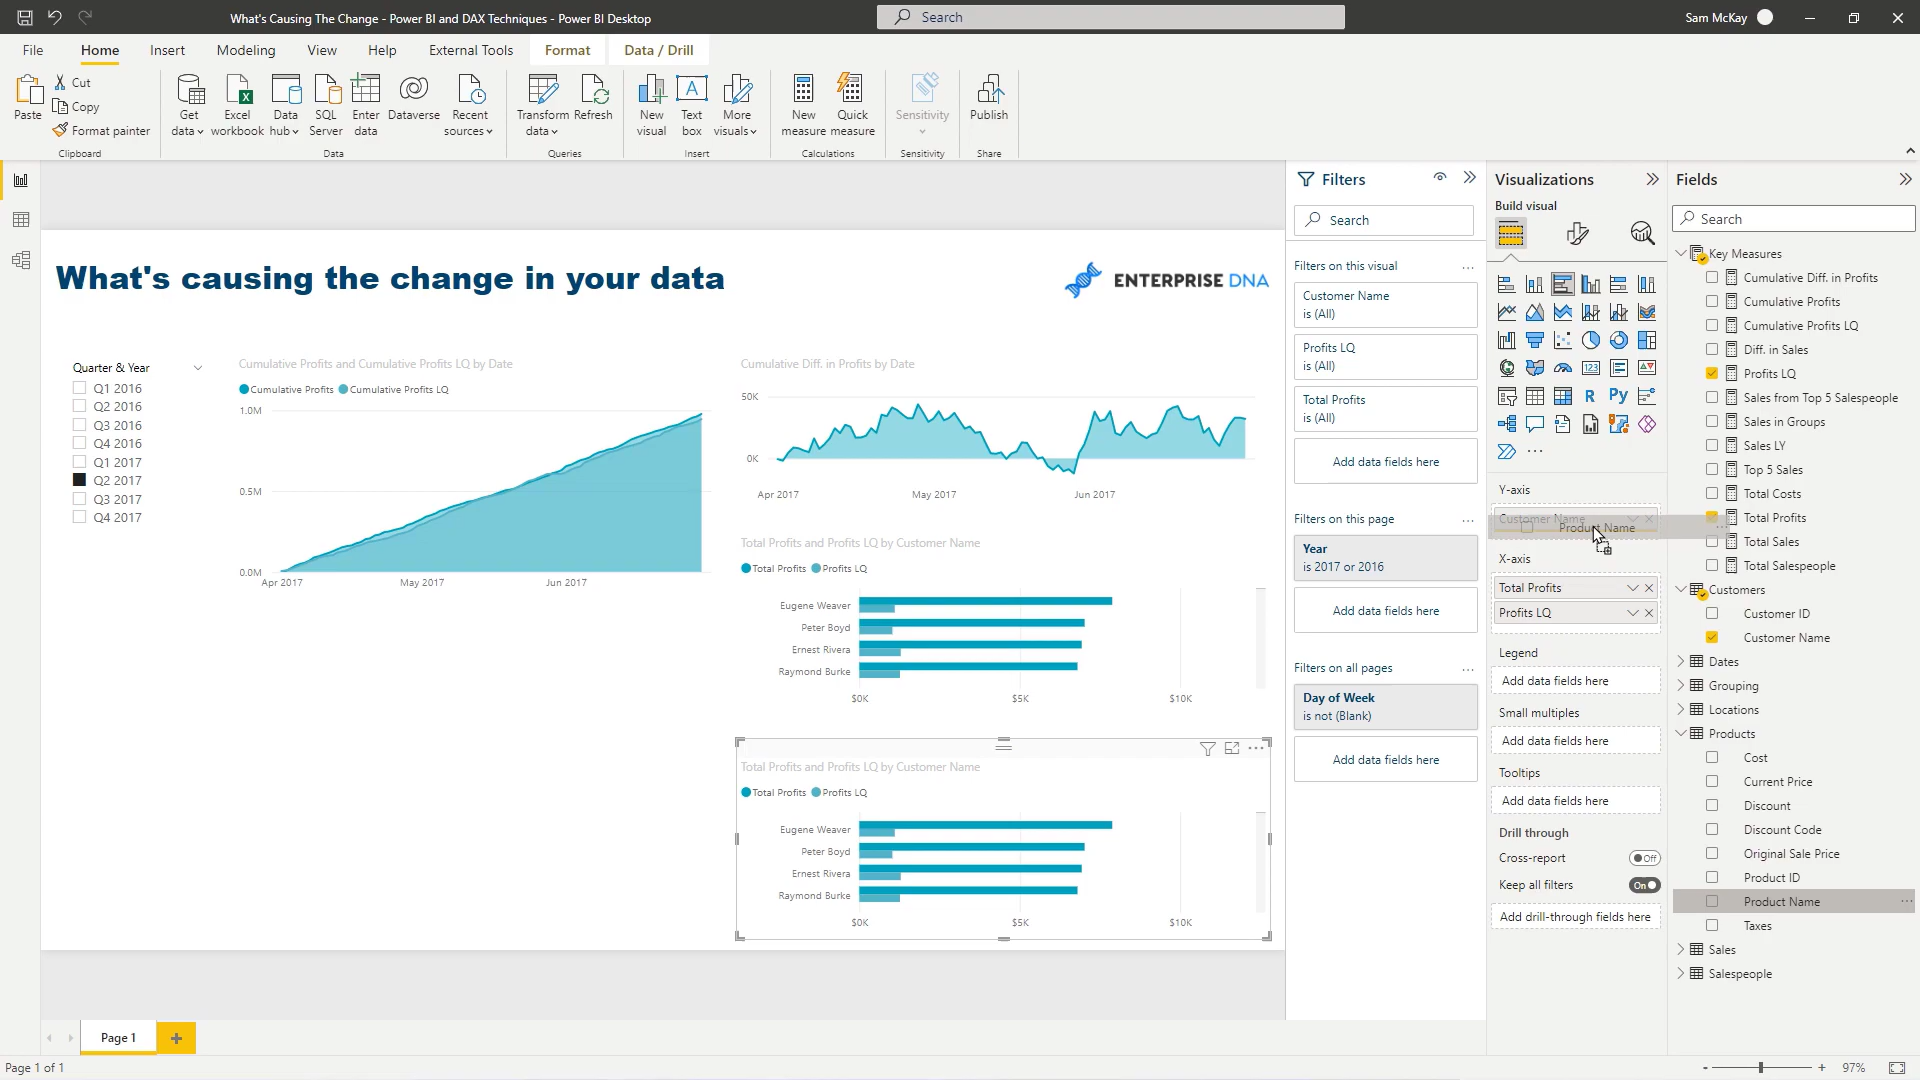 What's Causing The Change - Power BI and DAX Techniques - Power BI Desktop
Search
Sam McKay
File
Home
Insert
Modeling
View
Help
External Tools
Format
Data / Drill
Paste
Cut
Copy
Format painter
Get data
Excel workbook
Data hub
SQL Server
Enter data
Dataverse
Recent sources
Transform data
Refresh
New visual
Text box
More visuals
New measure
Quick measure
Sensitivity
Publish
Clipboard
Data
Queries
Insert
Calculations
Sensitivity
Share
What's causing the change in your data
ENTERPRISE DNA
Quarter & Year
Q1 2016
Q2 2016
Q3 2016
Q4 2016
Q1 2017
Q2 2017
Q3 2017
Q4 2017
Cumulative Profits and Cumulative Profits LQ by Date
Cumulative Profits
Cumulative Profits LQ
1.0M
0.5M
0.0M
Apr 2017
May 2017
Jun 2017
Cumulative Diff. in Profits by Date
50K
0K
Apr 2017
May 2017
Jun 2017
Total Profits and Profits LQ by Customer Name
Total Profits
Profits LQ
Eugene Weaver
Peter Boyd
Ernest Rivera
Raymond Burke
$0K
$5K
$10K
Total Profits and Profits LQ by Customer Name
Total Profits
Profits LQ
Eugene Weaver
Peter Boyd
Ernest Rivera
Raymond Burke
$0K
$5K
$10K
Filters
Search
Filters on this visual
Customer Name
is (All)
Profits LQ
is (All)
Total Profits
is (All)
Add data fields here
Filters on this page
Year
is 2017 or 2016
Add data fields here
Filters on all pages
Day of Week
is not (Blank)
Add data fields here
Visualizations
Build visual
123
R
Py
Y-axis
Customer Name
Product Name
X-axis
Total Profits
Profits LQ
Legend
Add data fields here
Small multiples
Add data fields here
Tooltips
Add data fields here
Drill through
Cross-report
Off
Keep all filters
On
Add drill-through fields here
Fields
Search
Key Measures
Cumulative Diff. in Profits
Cumulative Profits
Cumulative Profits LQ
Diff. in Sales
Profits LQ
Sales from Top 5 Salespeople
Sales in Groups
Sales LY
Top 5 Sales
Total Costs
Total Profits
Total Sales
Total Salespeople
Customers
Customer ID
Customer Name
Dates
Grouping
Locations
Products
Cost
Current Price
Discount
Discount Code
Original Sale Price
Product ID
Product Name
Taxes
Sales
Salespeople
Page 1
Page 1 of 1
97%